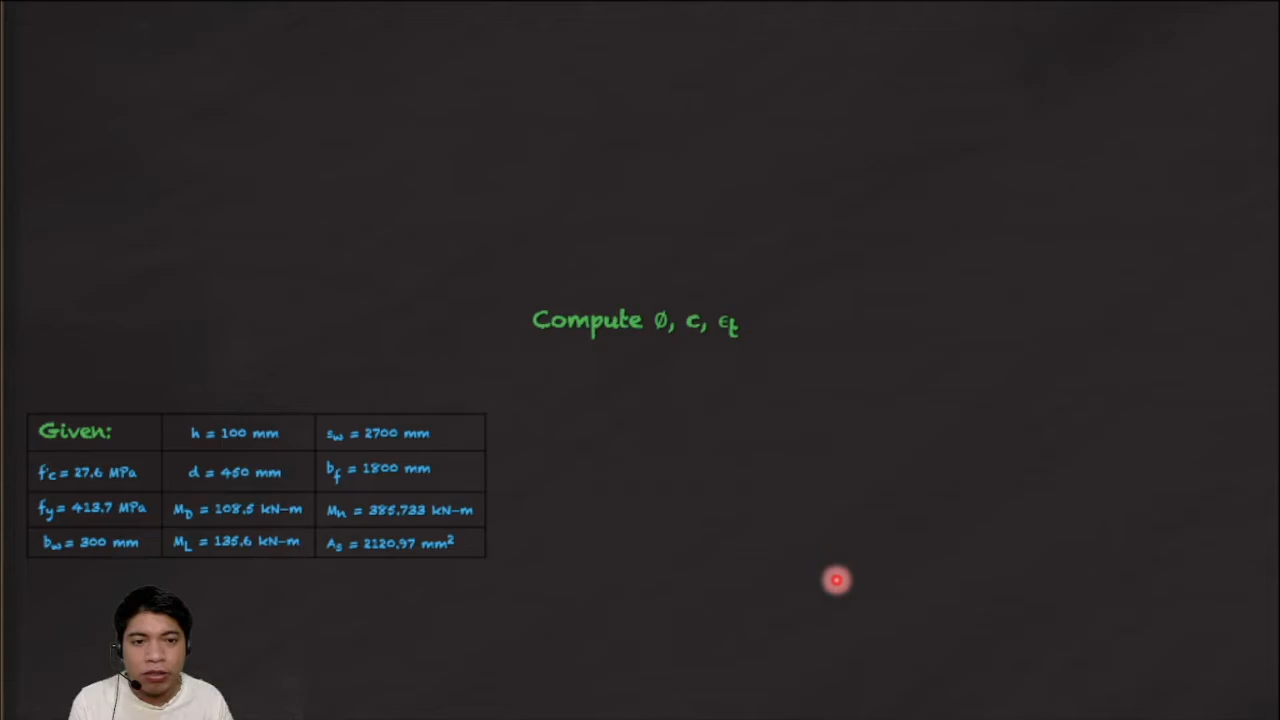 Compute Ø, c, ϵt
Given:
h = 100 mm
sw = 2700 mm
f'c = 27.6 MPa
d = 450 mm
bf = 1800 mm
fy = 413.7 MPa
MD = 108.5 kN-m
Mn = 385.733 kN-m
bw = 300 mm
ML = 135.6 kN-m
As = 2120.97 mm²